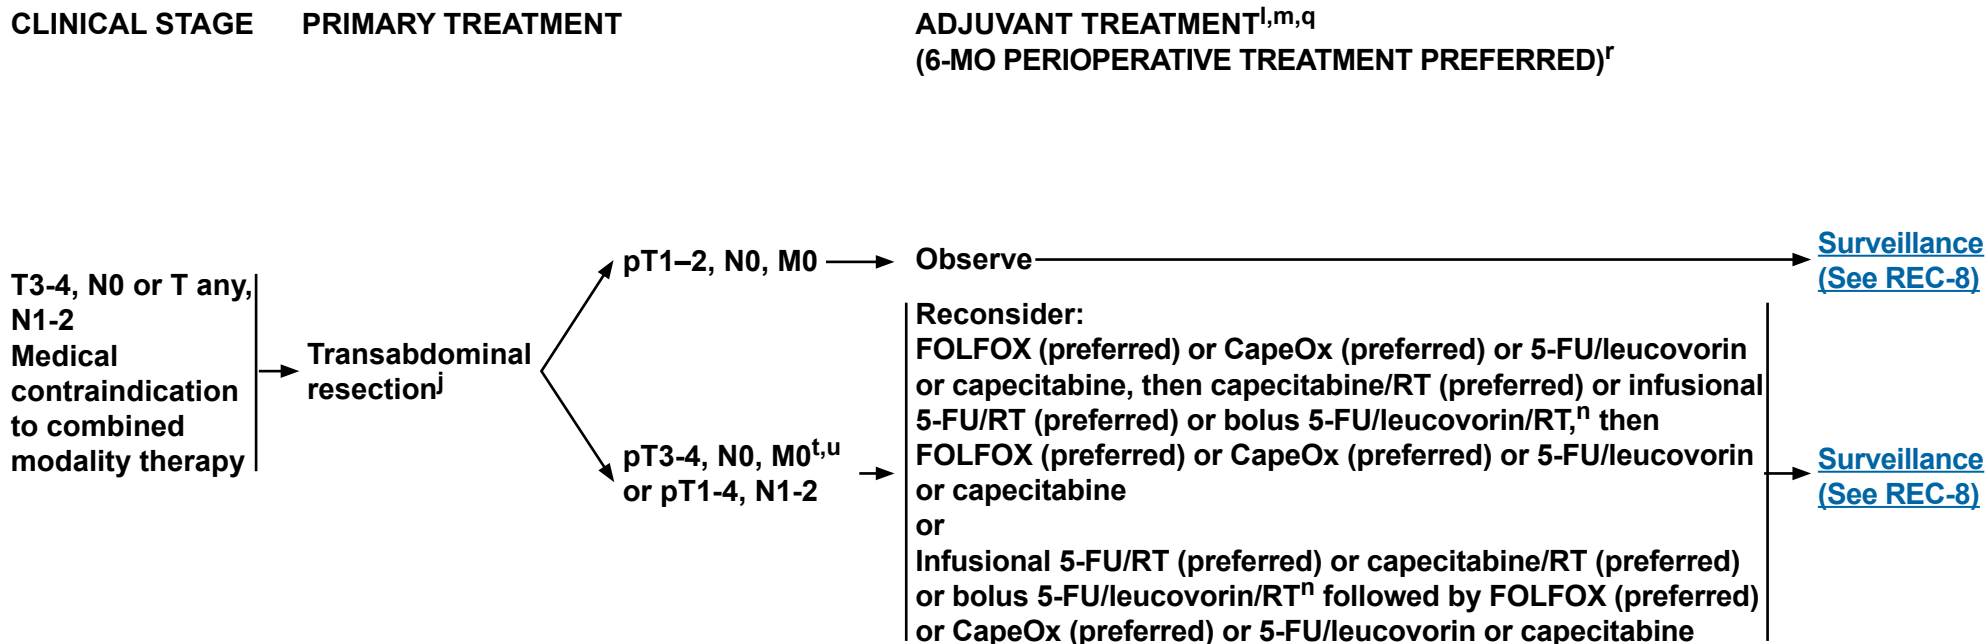 CLINICAL STAGE
PRIMARY TREATMENT
ADJUVANT TREATMENTl,m,q
(6-MO PERIOPERATIVE TREATMENT PREFERRED)r
T3-4, N0 or T any,
N1-2
Medical
contraindication
to combined
modality therapy
Transabdominal
resectionj
pT1–2, N0, M0
Observe
Surveillance
(See REC-8)
pT3-4, N0, M0t,u
or pT1-4, N1-2
Reconsider:
FOLFOX (preferred) or CapeOx (preferred) or 5-FU/leucovorin
or capecitabine, then capecitabine/RT (preferred) or infusional
5-FU/RT (preferred) or bolus 5-FU/leucovorin/RT,n then
FOLFOX (preferred) or CapeOx (preferred) or 5-FU/leucovorin
or capecitabine
or
Infusional 5-FU/RT (preferred) or capecitabine/RT (preferred)
or bolus 5-FU/leucovorin/RTn followed by FOLFOX (preferred)
or CapeOx (preferred) or 5-FU/leucovorin or capecitabine
Surveillance
(See REC-8)